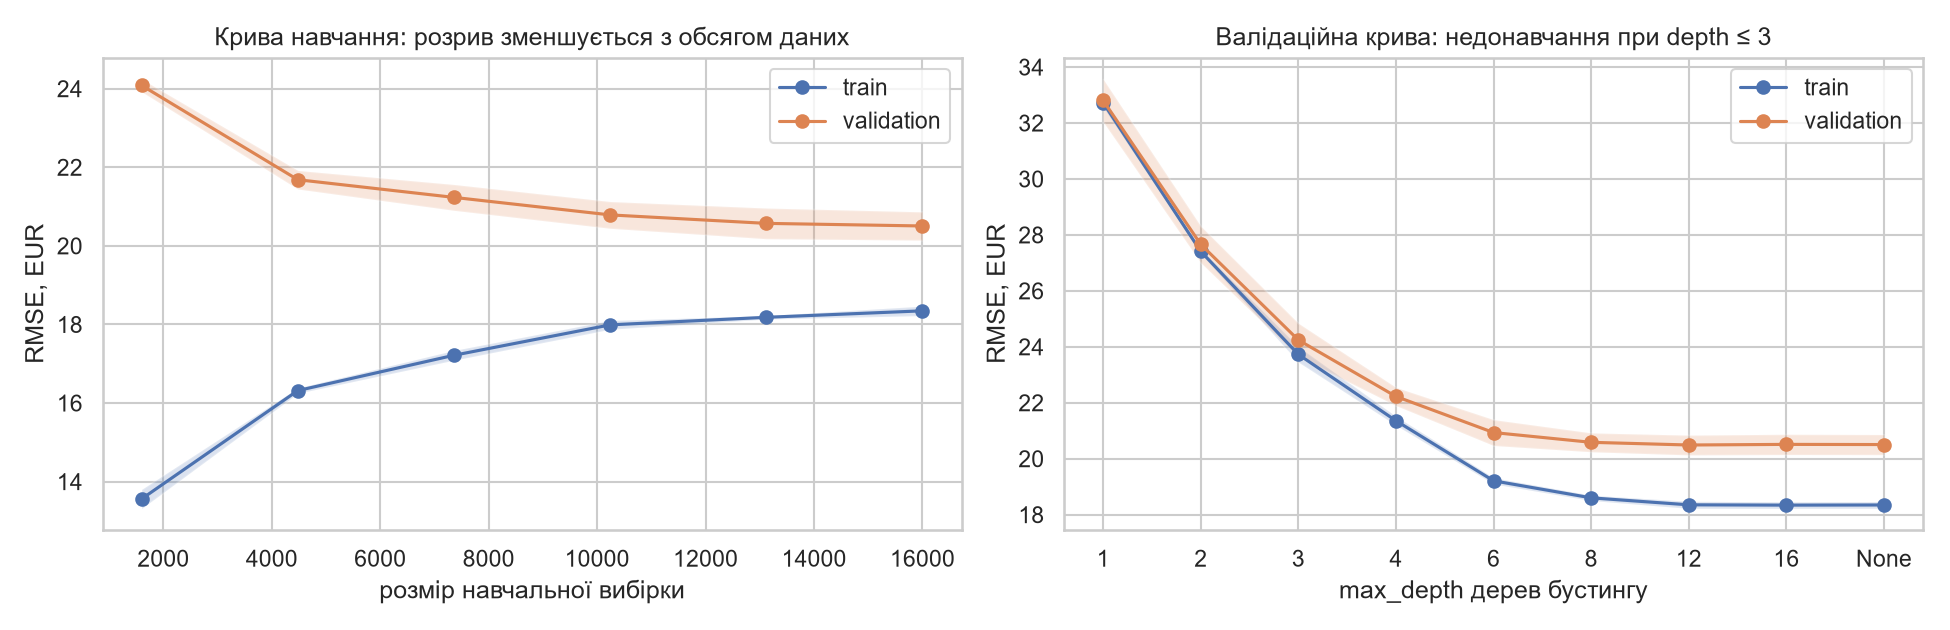 Крива навчання: розрив зменшується з обсягом даних
train
validation
RMSE, EUR
24
22
20
18
16
14
2000 4000 6000 8000 10000 12000 14000 16000
розмір навчальної вибірки
Валідаційна крива: недонавчання при depth ≤ 3
train
validation
RMSE, EUR
34
32
30
28
26
24
22
20
18
1 2 3 4 6 8 12 16 None
max_depth дерев бустингу